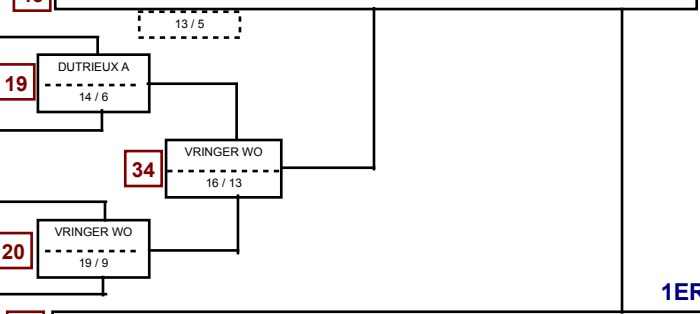 13 / 5
DUTRIEUX A
19
14 / 6
VRINGER WO
34
16 / 13
VRINGER WO
20
19 / 9
1ER